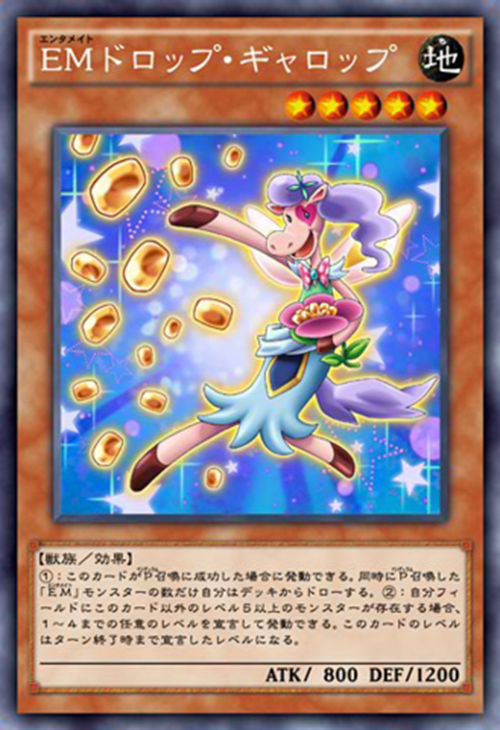 エンタメイト
EMドロップ・ギャロップ
地
【獣族／効果】
①：このカードがP召喚に成功した場合に発動できる。同時にP召喚した
「EM」モンスターの数だけ自分はデッキからドローする。②：自分フィ
ールドにこのカード以外のレベル５以上のモンスターが存在する場合、
１～４までの任意のレベルを宣言して発動できる。このカードのレベル
はターン終了時まで宣言したレベルになる。
ATK/ 800 DEF/1200